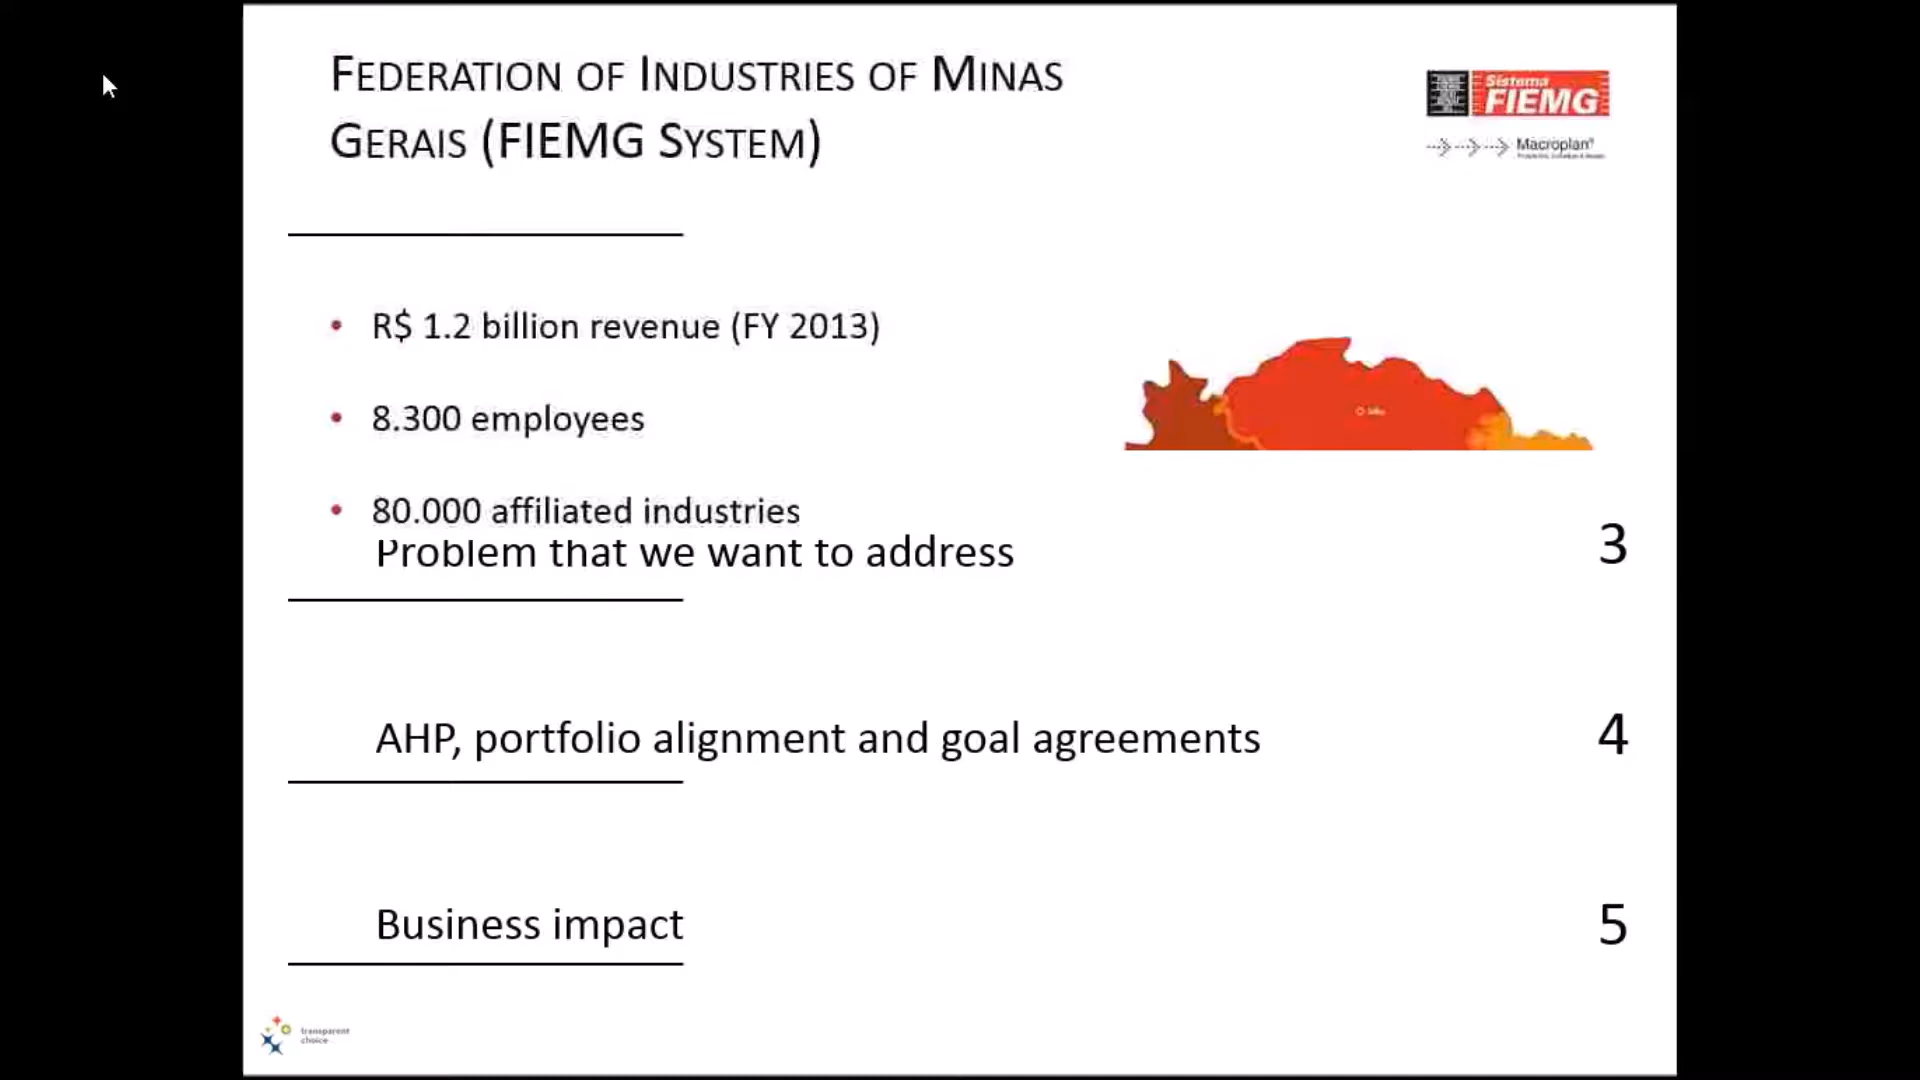 FEDERATION OF INDUSTRIES OF MINAS
GERAIS (FIEMG SYSTEM)
Sistema
FIEMG
Macroplan®
• R$ 1.2 billion revenue (FY 2013)
• 8.300 employees
• 80.000 affiliated industries
Problem that we want to address 3
AHP, portfolio alignment and goal agreements 4
Business impact 5
transparent
choice